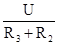 U
R₃ + R₂